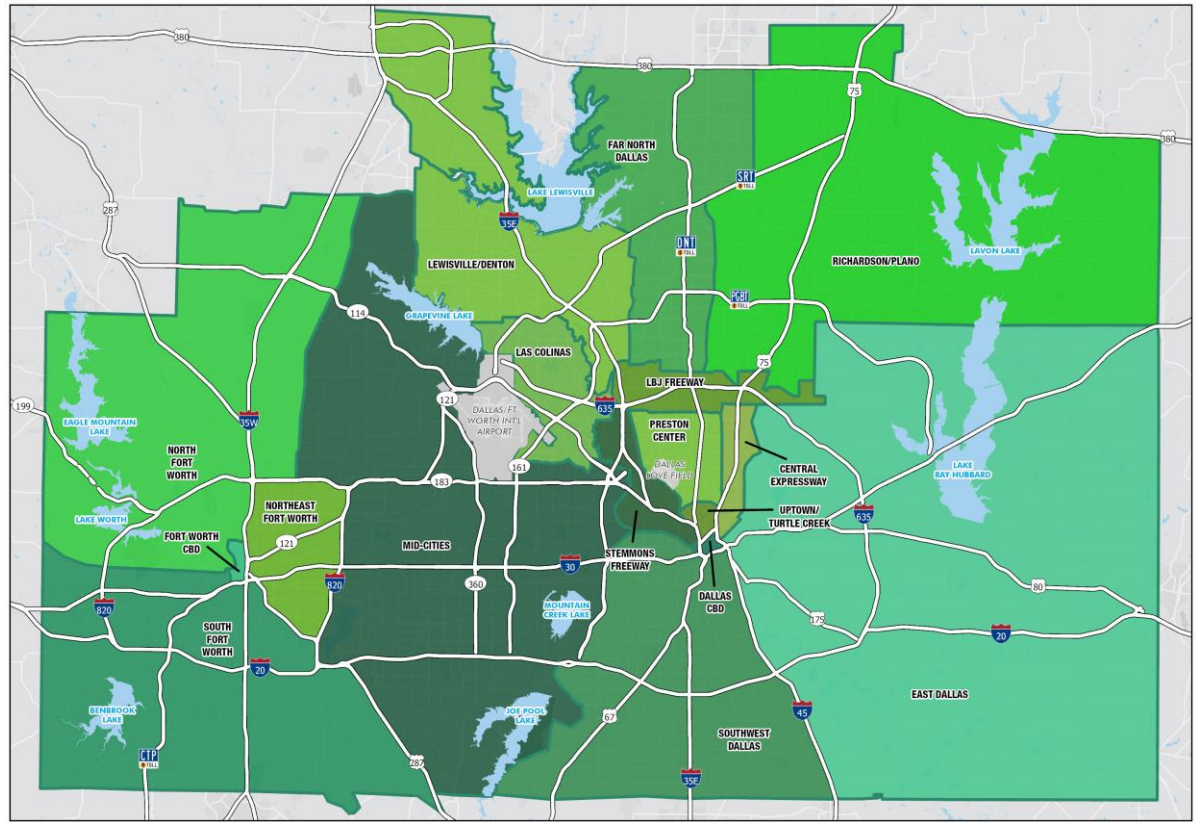 380
380
380
75
FAR NORTH
DALLAS
SRT
TOLL
LAKE LEWISVILLE
287
35E
DNT
TOLL
LAVON LAKE
LEWISVILLE/DENTON
RICHARDSON/PLANO
PGBT
TOLL
114
GRAPEVINE LAKE
LAS COLINAS
75
LBJ FREEWAY
121
635
199
35W
DALLAS/FT
WORTH INT'L
AIRPORT
EAGLE MOUNTAIN
LAKE
PRESTON
CENTER
NORTH
FORT
WORTH
161
DALLAS
LOVE FIELD
CENTRAL
EXPRESSWAY
LAKE
RAY HUBBARD
183
NORTHEAST
FORT WORTH
UPTOWN/
TURTLE CREEK
635
LAKE WORTH
FORT WORTH
CBD
121
MID-CITIES
STEMMONS
FREEWAY
30
820
360
80
DALLAS
CBD
820
MOUNTAIN
CREEK LAKE
175
SOUTH
FORT
WORTH
20
20
BENBROOK
LAKE
EAST DALLAS
JOE POOL
LAKE
67
45
SOUTHWEST
DALLAS
CTP
TOLL
287
35E